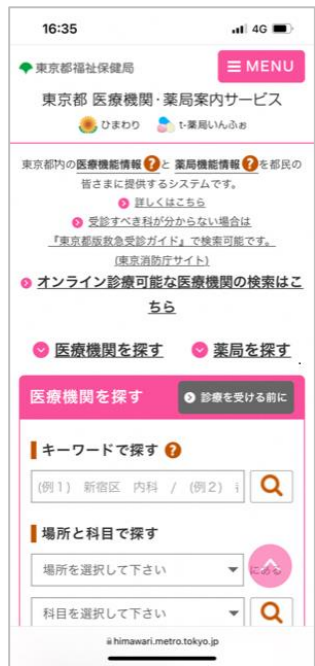 16:35
4G
東京都福祉保健局
MENU
東京都 医療機関・薬局案内サービス
ひまわり t-薬局いんふぉ
東京都内の医療機能情報?と 薬局機能情報?を都民の
皆さまに提供するシステムです。
詳しくはこちら
受診すべき科が分からない場合は
『東京都版救急受診ガイド』で検索可能です。
(東京消防庁サイト)
オンライン診療可能な医療機関の検索はこ
ちら
医療機関を探す 薬局を探す
医療機関を探す
診療を受ける前に
キーワードで探す ?
(例1) 新宿区 内科 / (例2)
場所と科目で探す
場所を選択して下さい
にある
科目を選択して下さい
himawari.metro.tokyo.jp